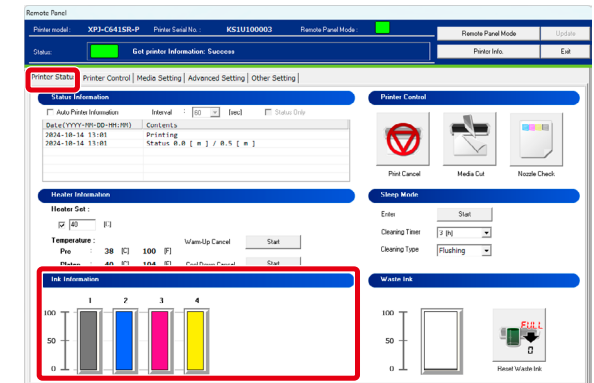 Remote Panel
Printer model : XPJ-C641SR-P Printer Serial No. : KS1U100003 Remote Panel Mode :
Remote Panel Mode Update
Status: Get printer Information: Success
Printer Info. Exit
Printer Status Printer Control Media Setting Advanced Setting Other Setting
Status Information
Auto Printer Information Interval : 60 (sec) Status Only
Date(YYYY-MM-DD-HH:MM) Contents
2024-10-14 13:01 Printing
2024-10-14 13:01 Status 0.0 [ m ] / 0.5 [ m ]
Printer Control
Print Cancel Media Cut Nozzle Check
Heater Information
Heater Set :
40 [C]
Temperature : Warm-Up Cancel Start
Pre : 38 [C] 100 [F]
Platen : 40 [C] 104 [F] Cool Down Cancel Start
Sleep Mode
Enter Start
Cleaning Timer 3 [h]
Cleaning Type Flushing
Ink Information
1 2 3 4
100
50
0
Waste Ink
100
50
0
FULL
0
Reset Waste Ink